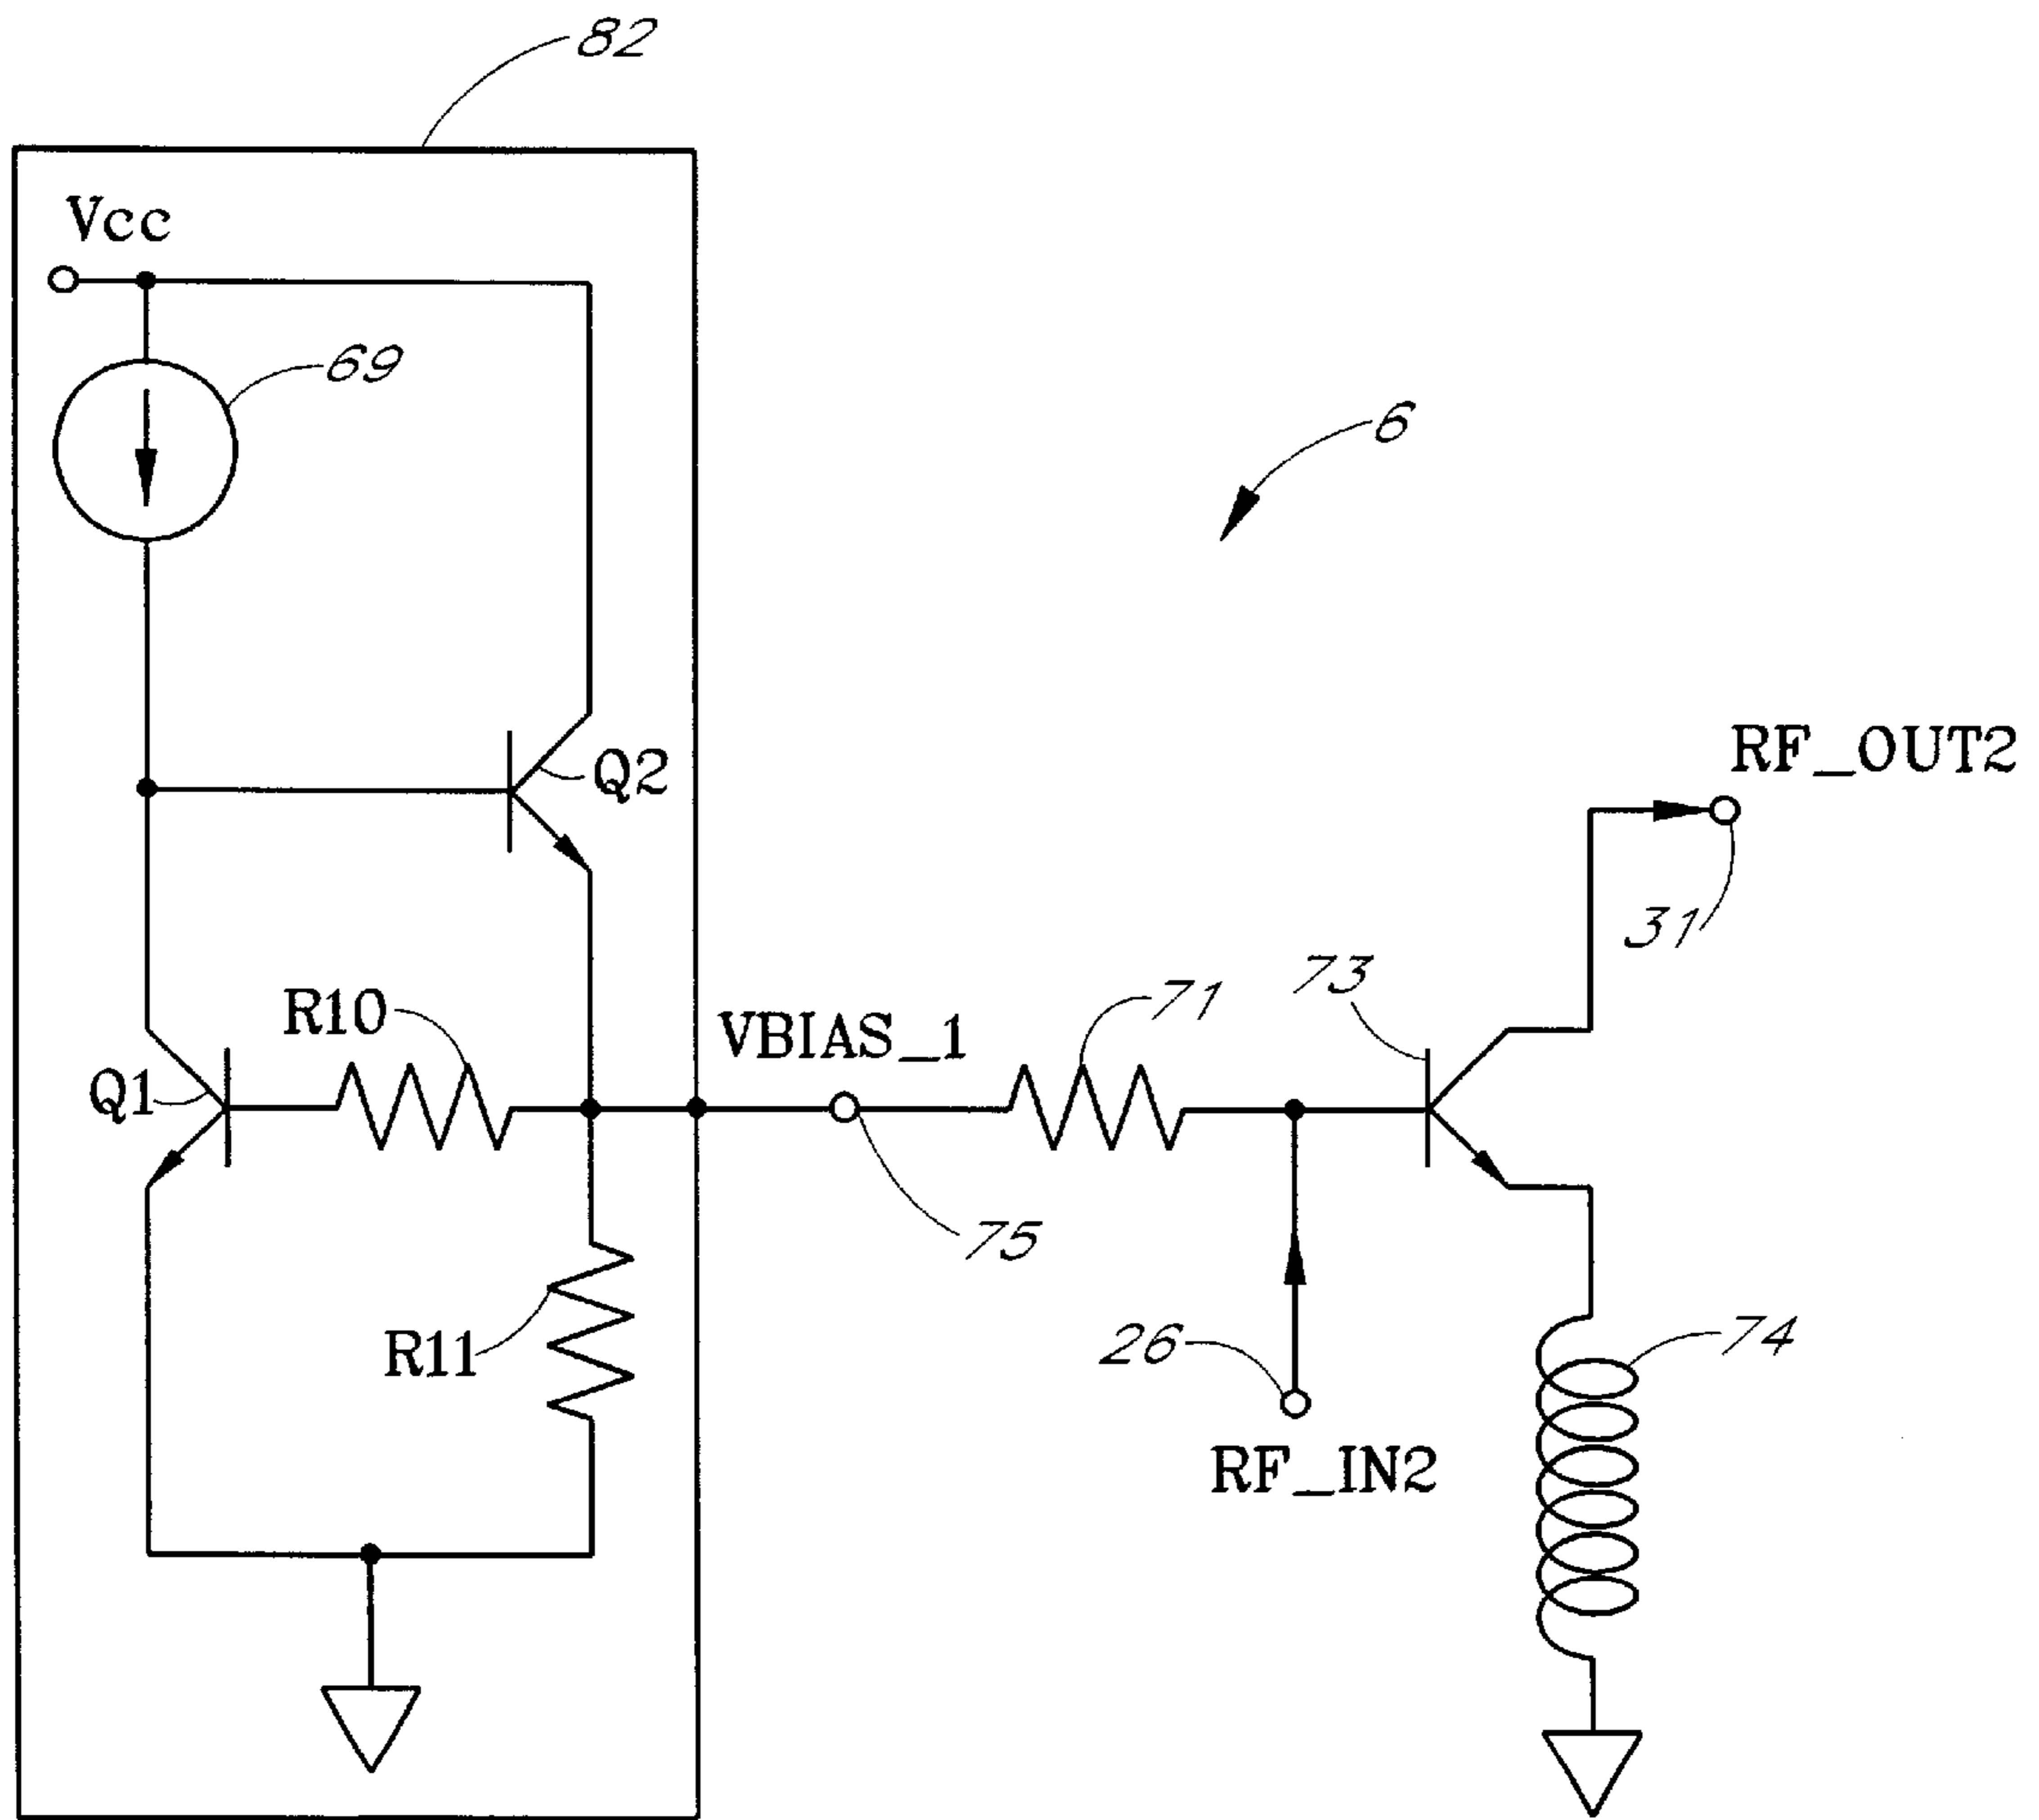 82
Vcc
69
6
Q2
RF_OUT2
31
73
71
R10
VBIAS_1
Q1
75
R11
26
74
RF_IN2